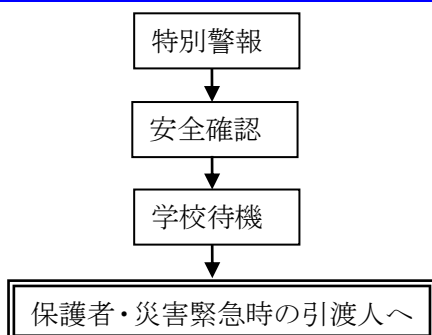 特別警報
安全確認
学校待機
保護者・災害緊急時の引渡人へ